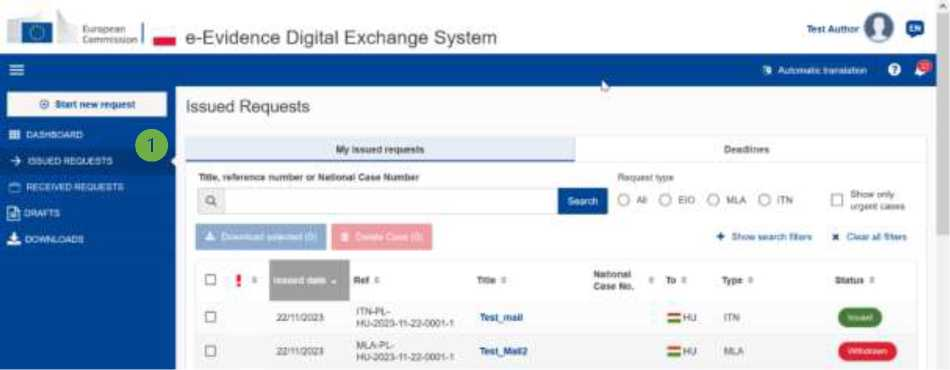 European
Commission
e-Evidence Digital Exchange System
Test Author
EN
Automatic translation
Start new request
Issued Requests
DASHBOARD
1
My issued requests
Deadlines
ISSUED REQUESTS
Title, reference number or National Case Number
Request type
RECEIVED REQUESTS
Search
All
EIO
MLA
ITN
Show only
urgent cases
DRAFTS
DOWNLOADS
Download selected (0)
Delete Case (0)
Show search filters
Clear all filters
Issued date
Ref
Title
National
Case No.
To
Type
Status
22/11/2023
ITN-PL-
HU-2023-11-22-0001-1
Test_mail
HU
ITN
Issued
22/11/2023
MLA-PL-
HU-2023-11-22-0001-1
Test_Mail2
HU
MLA
Withdrawn